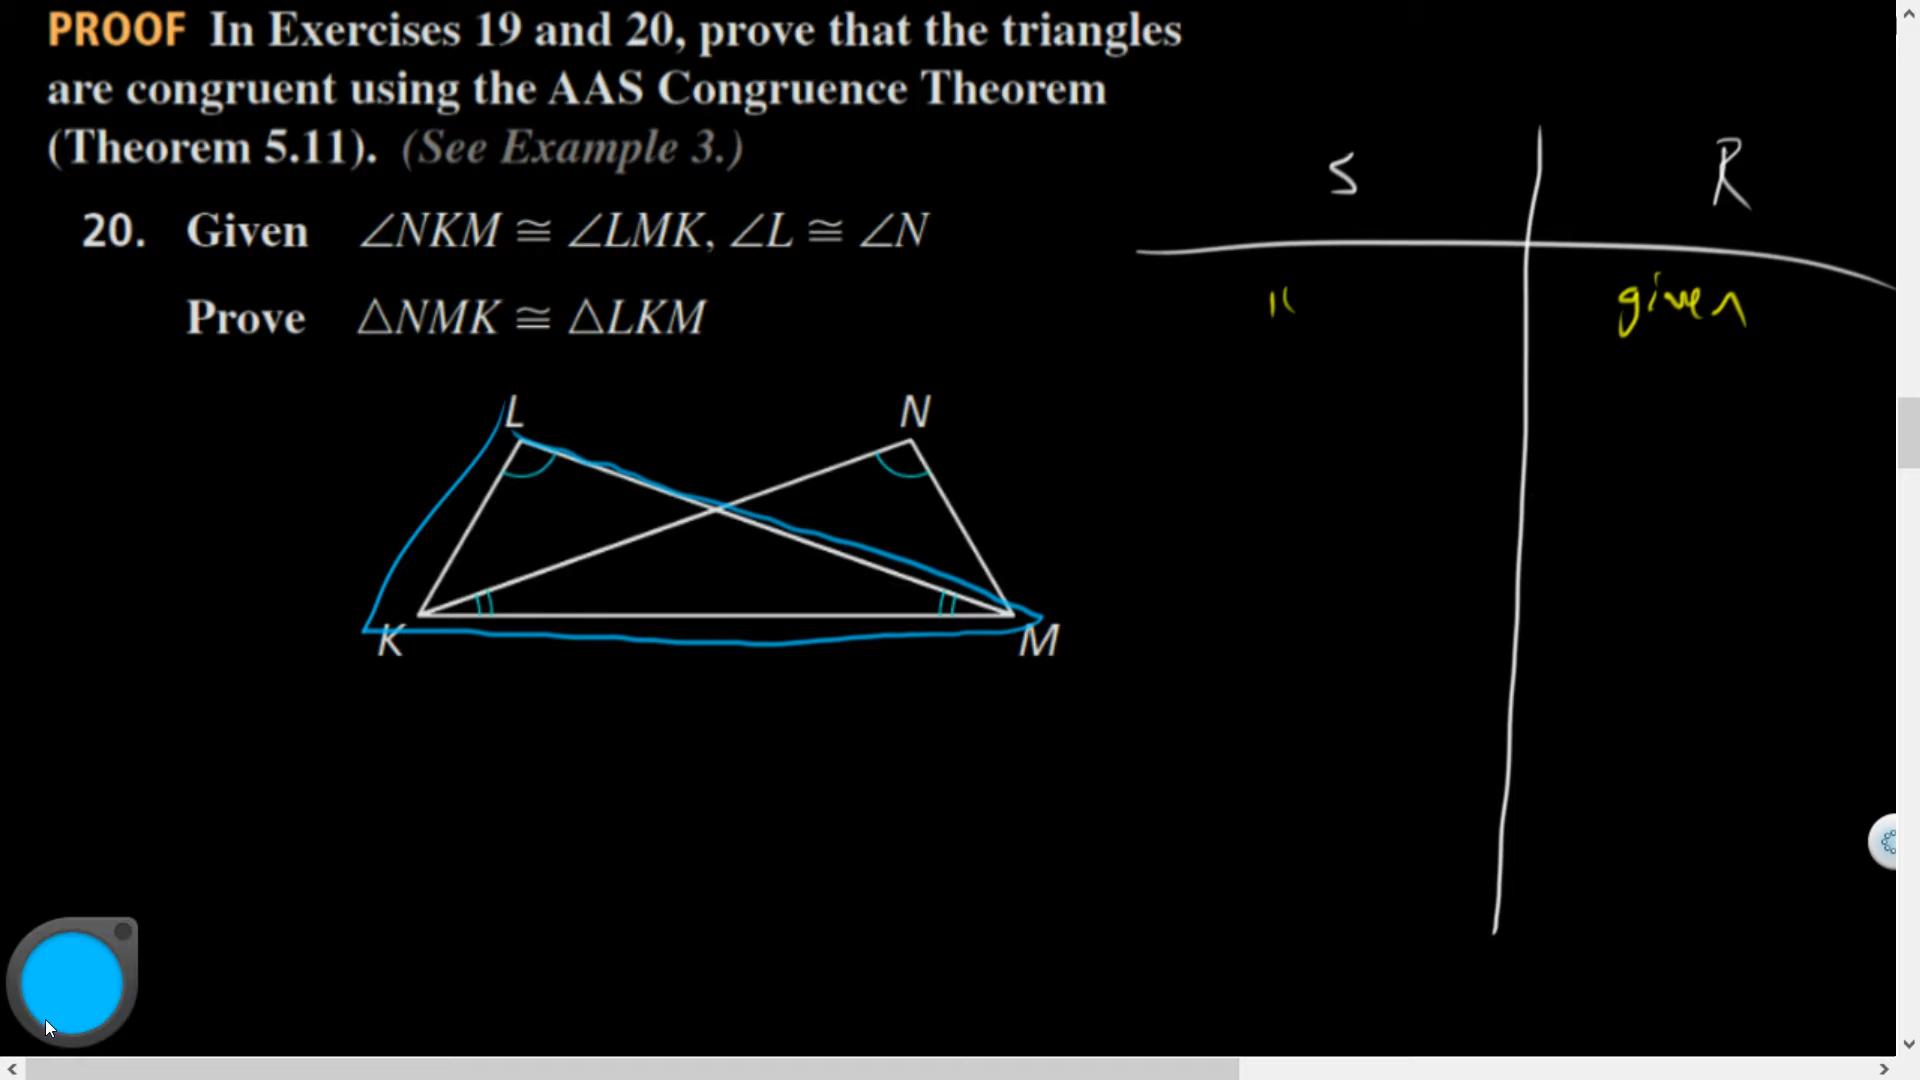 PROOF In Exercises 19 and 20, prove that the triangles
are congruent using the AAS Congruence Theorem
(Theorem 5.11). (See Example 3.)
S R
20. Given ∠NKM ≅ ∠LMK, ∠L ≅ ∠N
" given
Prove △NMK ≅ △LKM
L N
K M